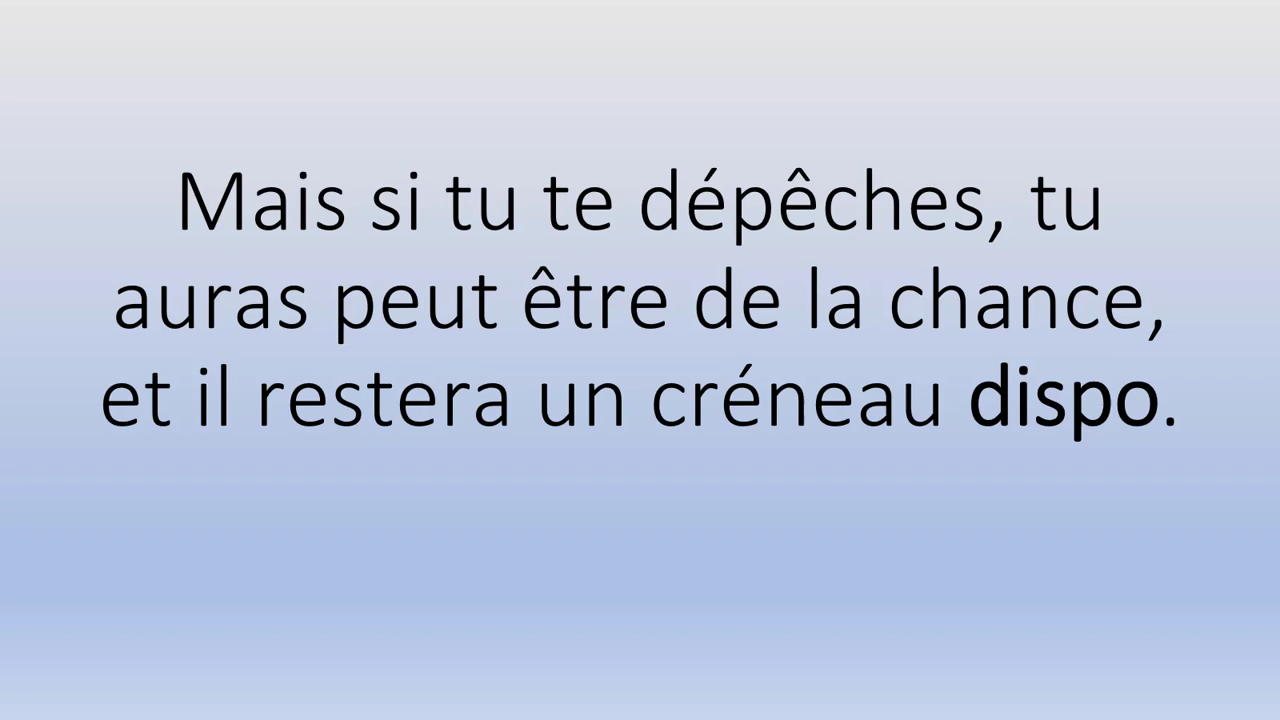 Mais si tu te dépêches, tu
auras peut être de la chance,
et il restera un créneau dispo.